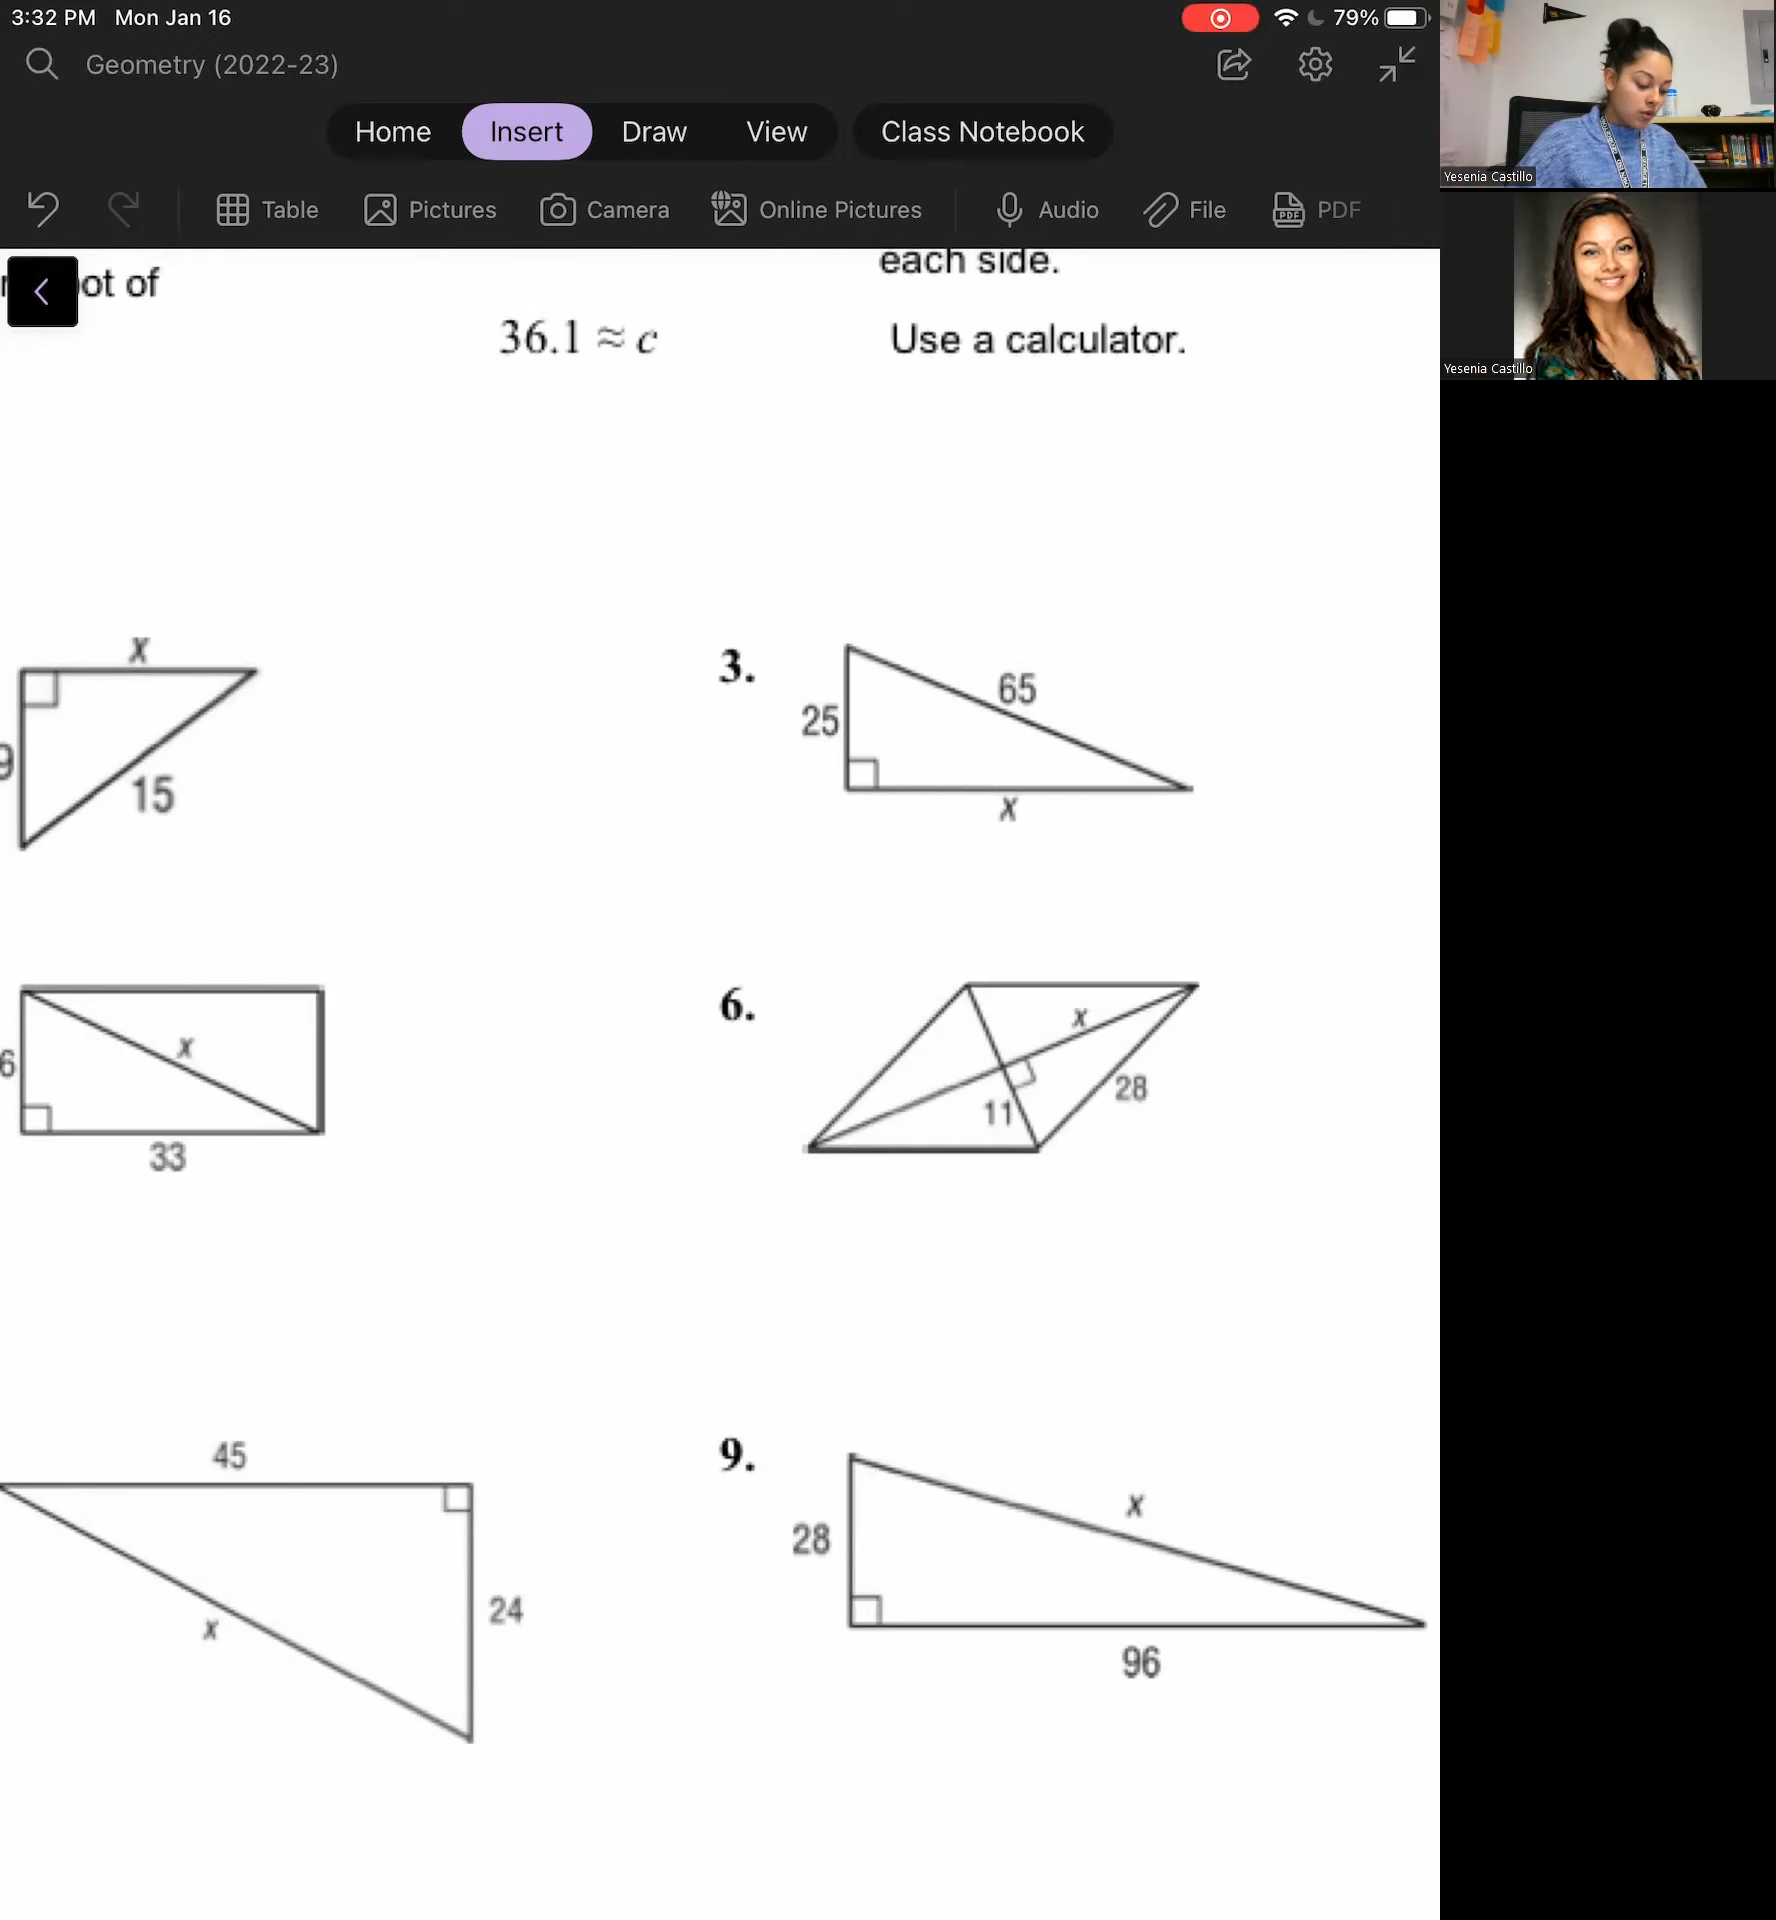 3:32 PM Mon Jan 16
79%
Geometry (2022-23)
Home Insert Draw View Class Notebook
Table Pictures Camera Online Pictures Audio File PDF
Yesenia Castillo
Yesenia Castillo
each side.
ot of
36.1 ≈ c
Use a calculator.
x
9
15
3.
65
25
x
x
6
33
6.
x
28
11
45
24
x
9.
x
28
96